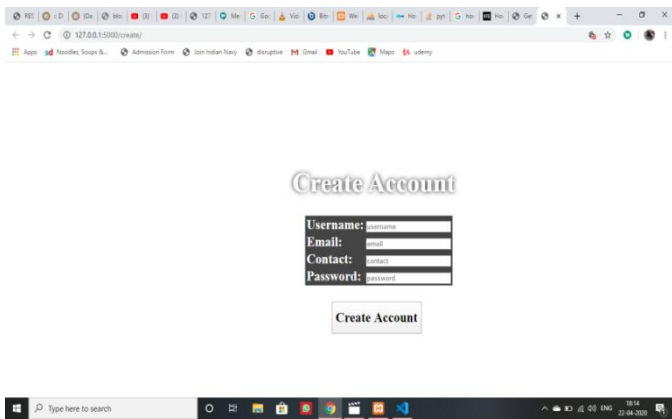 127.0.0.1:5000/create/
Apps Noodles, Soups &... Admission Form Join Indian Navy disruptive Gmail YouTube Maps udemy
Create Account
Username: username
Email: email
Contact: contact
Password: password
Create Account
Type here to search
ENG
18:14
22-04-2020